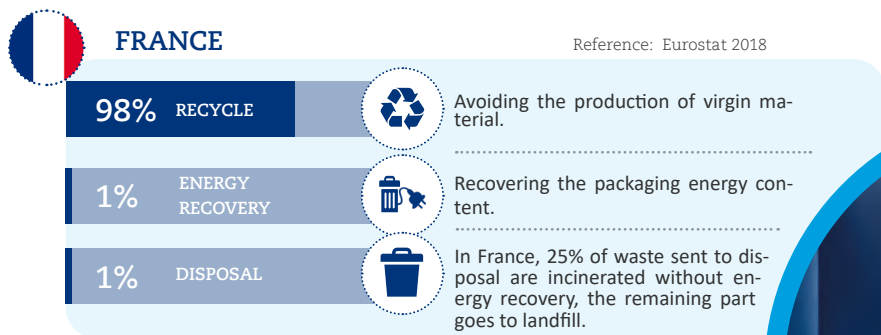 FRANCE
Reference: Eurostat 2018
98% RECYCLE
Avoiding the production of virgin ma-
terial.
1% ENERGY
RECOVERY
Recovering the packaging energy con-
tent.
1% DISPOSAL
In France, 25% of waste sent to dis-
posal are incinerated without en-
ergy recovery, the remaining part
goes to landfill.